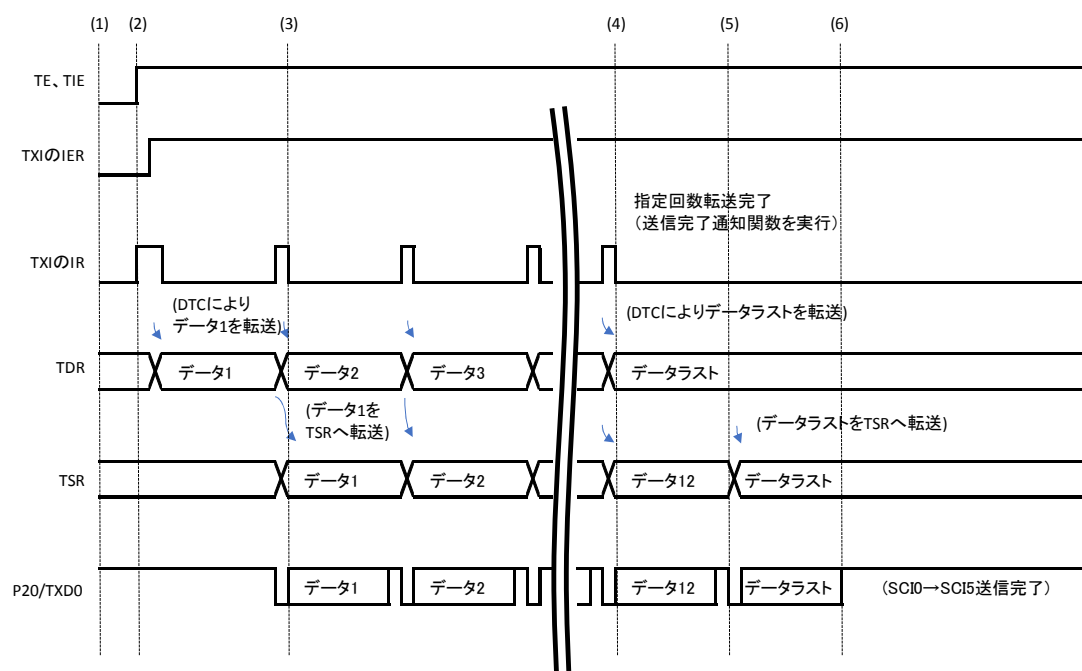 (1)
(2)
(3)
(4)
(5)
(6)
TE、TIE
TXIのIER
指定回数転送完了
（送信完了通知関数を実行）
TXIのIR
(DTCにより
データ1を転送)
(DTCによりデータラストを転送)
TDR
データ1
データ2
データ3
データラスト
(データ1を
TSRへ転送)
(データラストをTSRへ転送)
TSR
データ1
データ2
データ12
データラスト
P20/TXD0
データ1
データ2
データ12
データラスト
(SCI0→SCI5送信完了)